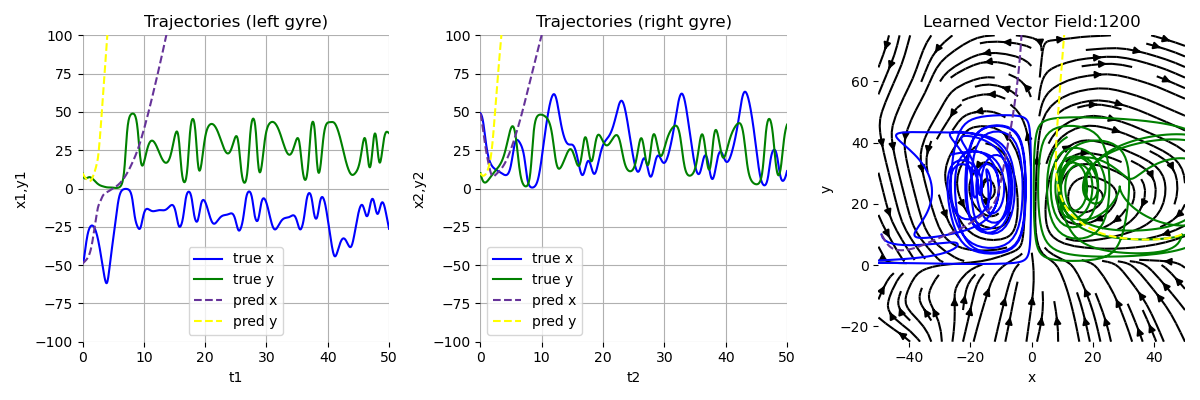 Trajectories (left gyre)
100
75
50
25
0
−25
−50
−75
−100
x1,y1
true x
true y
pred x
pred y
0 10 20 30 40 50
t1
Trajectories (right gyre)
100
75
50
25
0
−25
−50
−75
−100
x2,y2
true x
true y
pred x
pred y
0 10 20 30 40 50
t2
Learned Vector Field:1200
60
40
20
0
−20
y
−40 −20 0 20 40
x